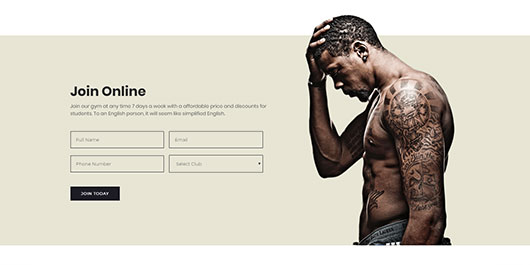 Join Online
Join our gym at any time 7 days a week with affordable price and discounts for
students. To an English person, it will seem like simplified English.
Full Name
Email
Phone Number
Select Club
JOIN TODAY